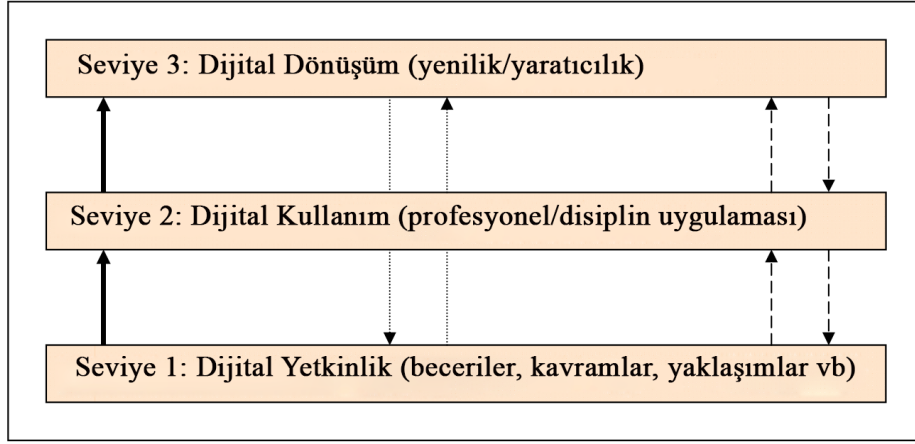 Seviye 3: Dijital Dönüşüm (yenilik/yaratıcılık)
Seviye 2: Dijital Kullanım (profesyonel/disiplin uygulaması)
Seviye 1: Dijital Yetkinlik (beceriler, kavramlar, yaklaşımlar vb)